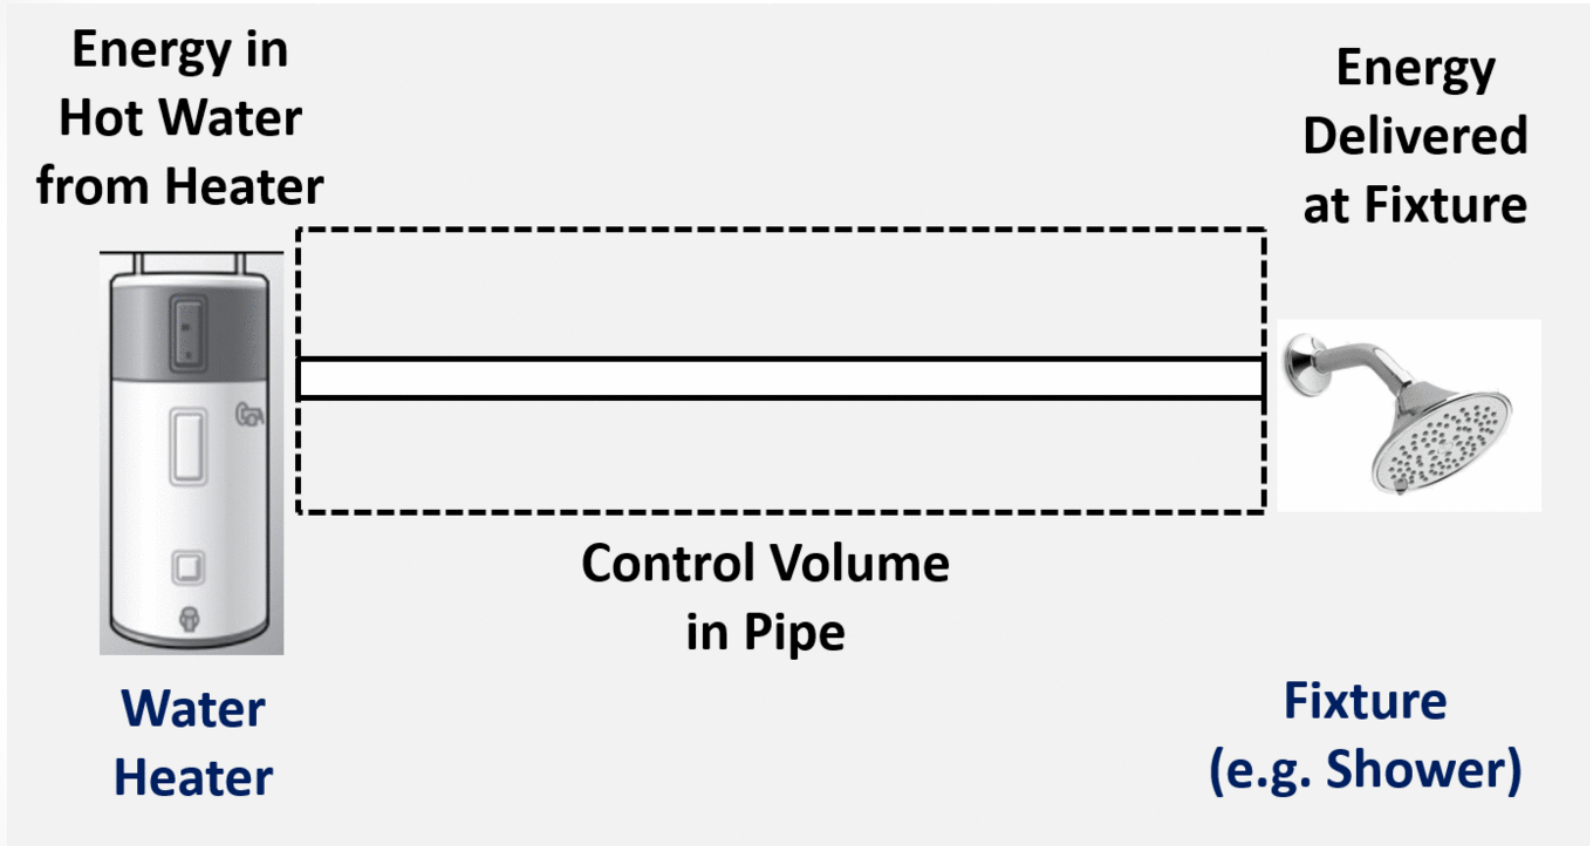 Energy in
Hot Water
from Heater
Energy
Delivered
at Fixture
Control Volume
in Pipe
Water
Heater
Fixture
(e.g. Shower)